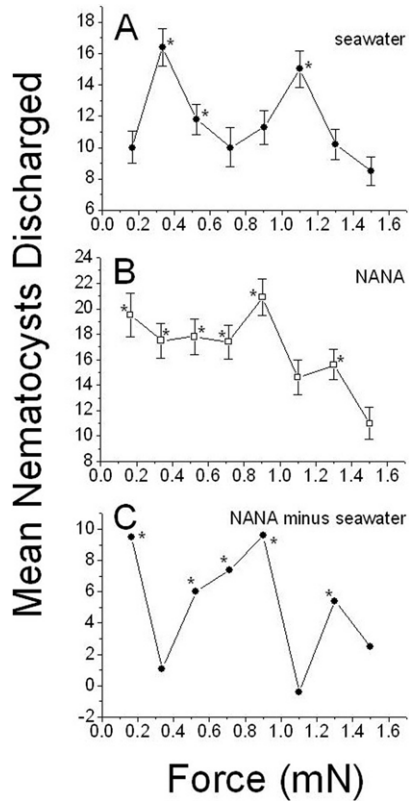 Mean Nematocysts Discharged
A
seawater
18
16
14
12
10
8
6
* * *
0.0 0.2 0.4 0.6 0.8 1.0 1.2 1.4 1.6
B
NANA
24
22
20
18
16
14
12
10
8
* * * * * *
0.0 0.2 0.4 0.6 0.8 1.0 1.2 1.4 1.6
C
NANA minus seawater
10
8
6
4
2
0
-2
* * * * *
0.0 0.2 0.4 0.6 0.8 1.0 1.2 1.4 1.6
Force (mN)